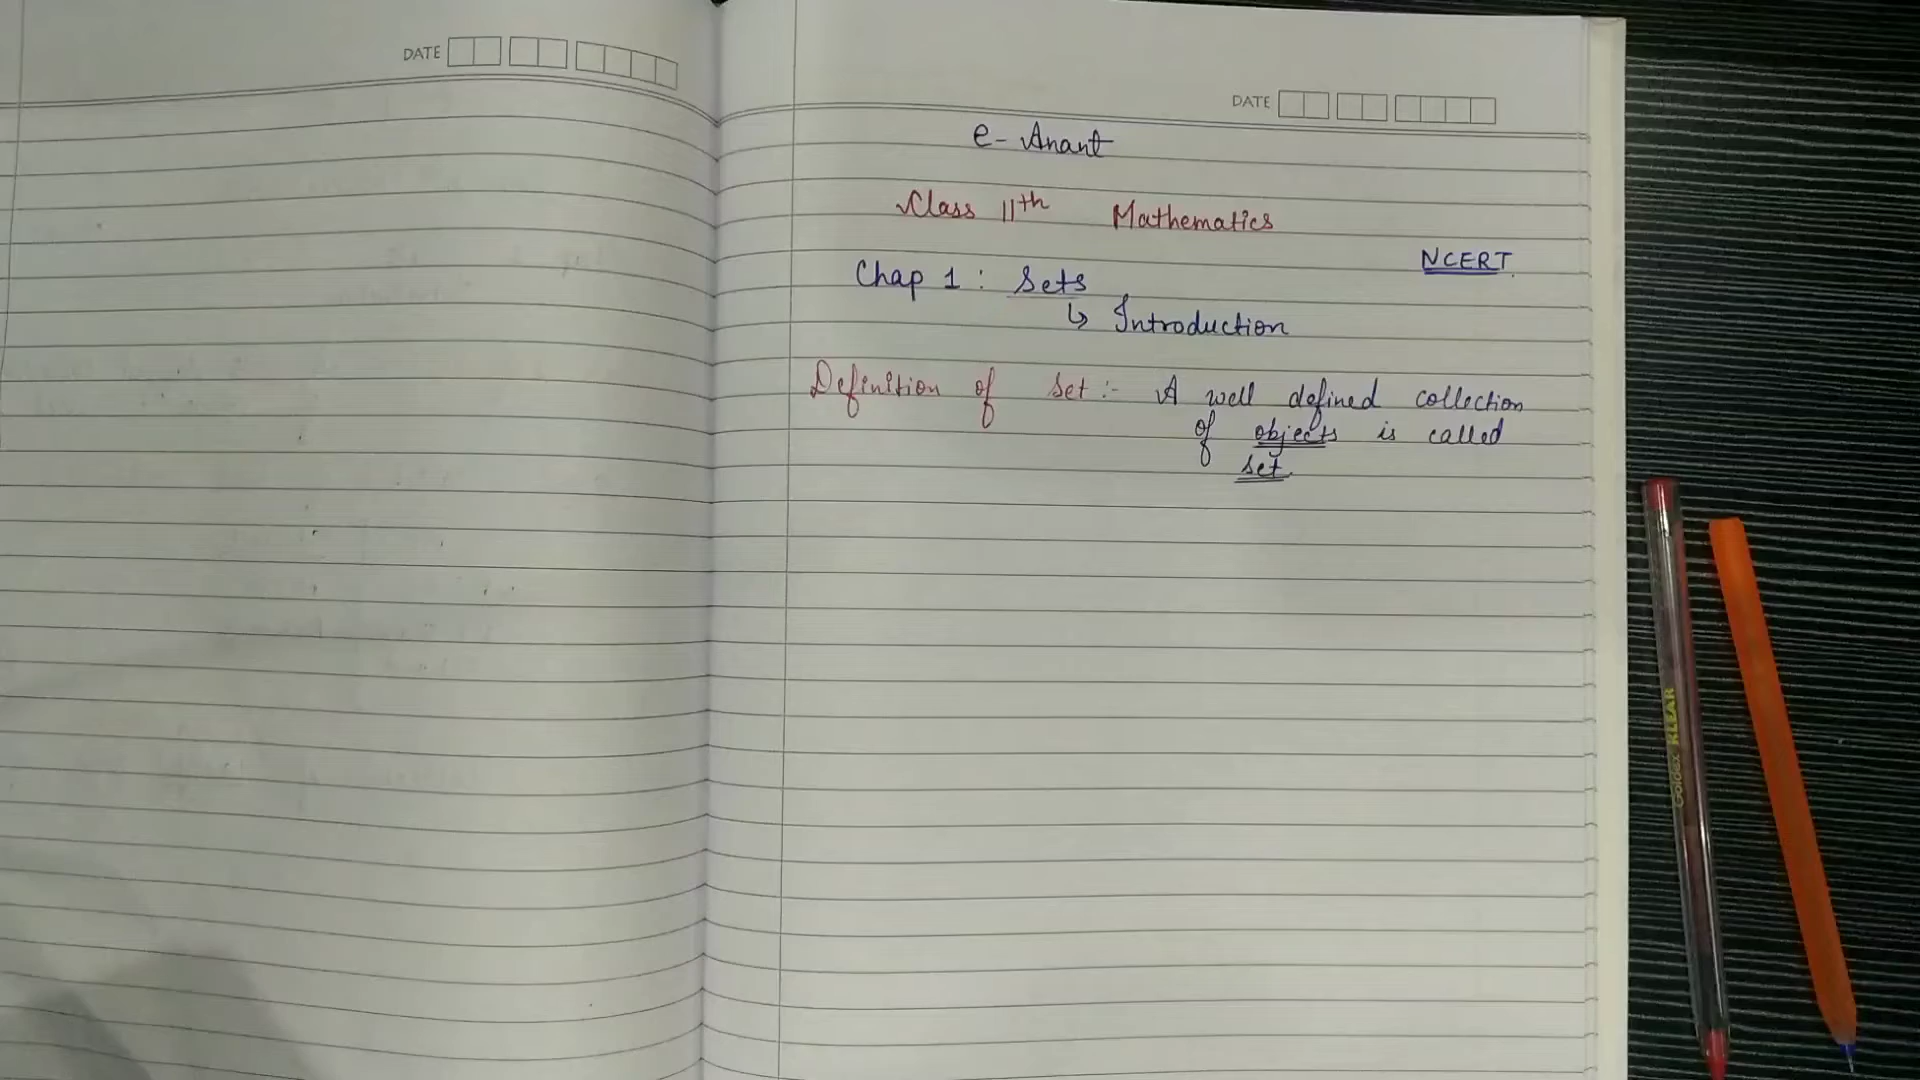 DATE
DATE
e-Anant
Class 11th Mathematics
NCERT.
Chap 1 : Sets
↳ Introduction
Definition of Set :- A well defined collection
of objects is called
set.
Goldex KLEAR